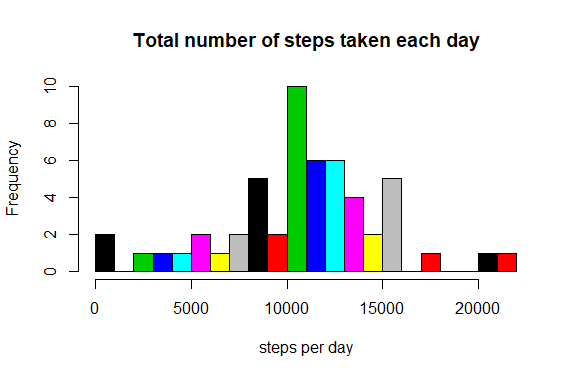 Total number of steps taken each day
Frequency
10
8
6
4
2
0
0 5000 10000 15000 20000
steps per day